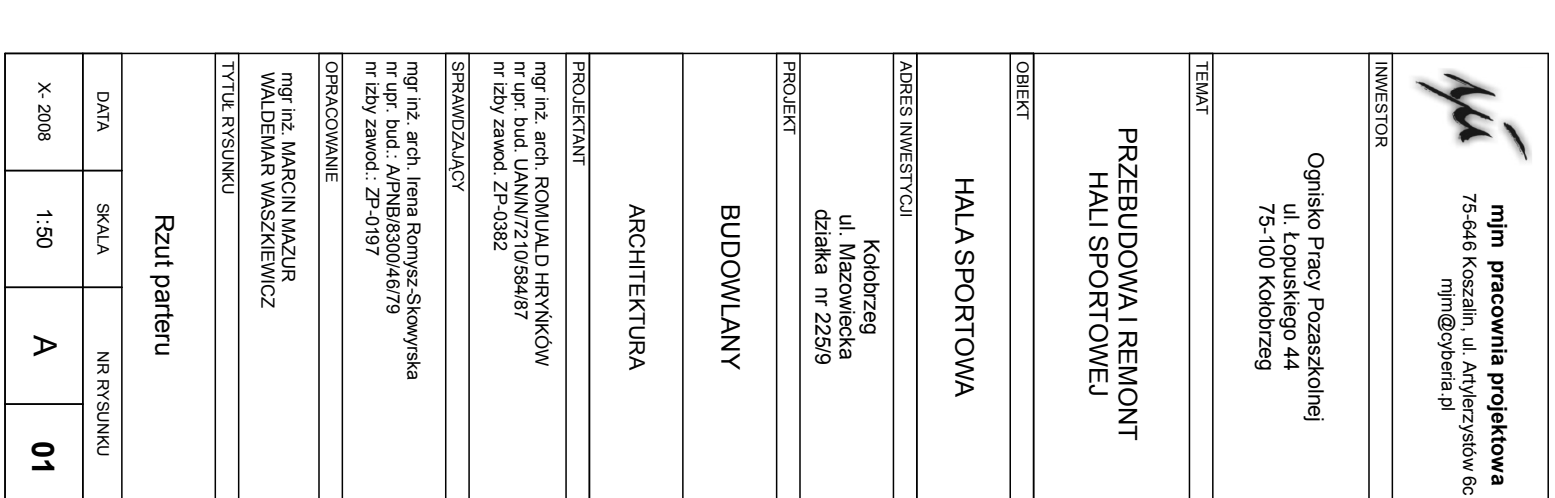 mjm pracownia projektowa
75-646 Koszalin, ul. Artylerzystów 6c
mjm@cyberia.pl
INWESTOR
Ognisko Pracy Pozaszkolnej
ul. Łopuskiego 44
75-100 Kołobrzeg
TEMAT
PRZEBUDOWA I REMONT
HALI SPORTOWEJ
OBIEKT
HALA SPORTOWA
ADRES INWESTYCJI
Kołobrzeg
ul. Mazowiecka
działka nr 225/9
PROJEKT
BUDOWLANY
ARCHITEKTURA
PROJEKTANT
mgr inż. arch. ROMUALD HRYŃKÓW
nr upr. bud. UAN/N/7210/584/87
nr izby zawod. ZP-0382
SPRAWDZAJĄCY
mgr inż. arch. Irena Romysz-Skowyrska
nr upr. bud.: A/PNB/8300/46/79
nr izby zawod.: ZP-0197
OPRACOWANIE
mgr inż. MARCIN MAZUR
WALDEMAR WASZKIEWICZ
TYTUŁ RYSUNKU
Rzut parteru
DATA SKALA NR RYSUNKU
X- 2008 1:50 A 01